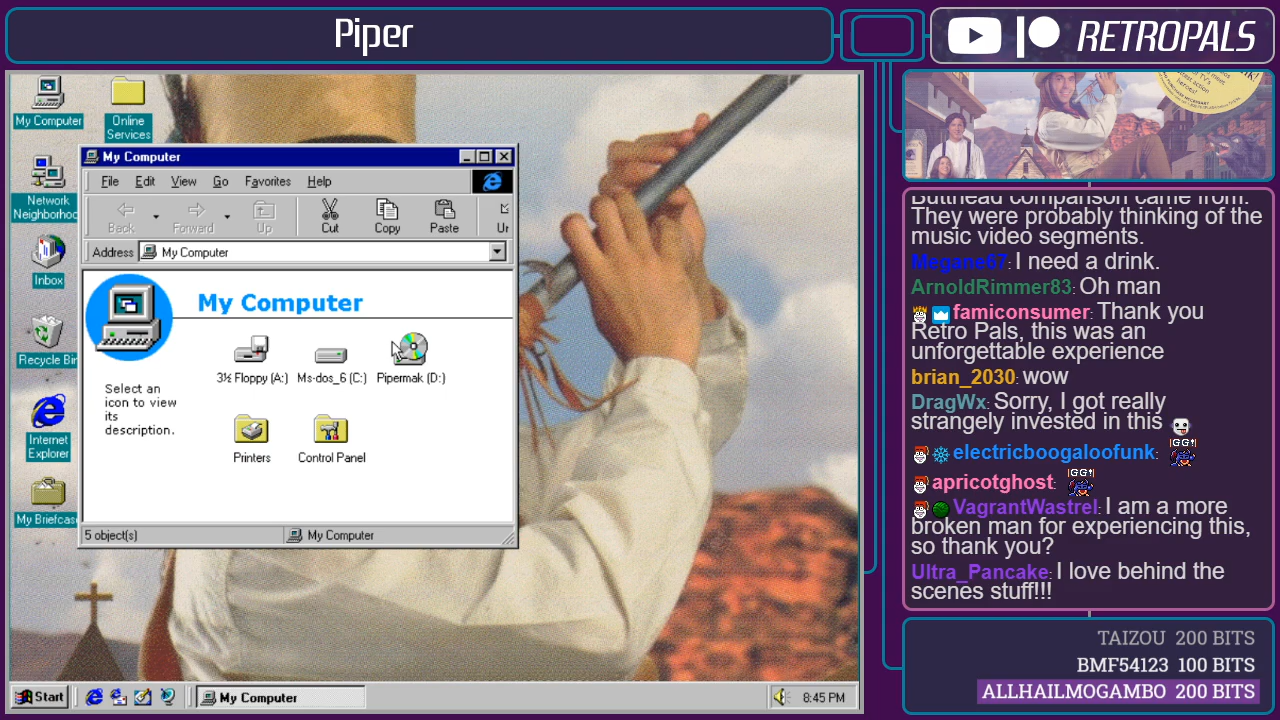 Piper
RETROPALS
My Computer
Online
Services
Network
Neighborhoo
Inbox
Recycle Bin
Internet
Explorer
My Briefcas
My Computer
File Edit View Go Favorites Help
Back Forward Up Cut Copy Paste Ur
Address My Computer
My Computer
Select an
icon to view
its
description.
3½ Floppy (A:) Ms-dos_6 (C:) Pipermak (D:)
Printers Control Panel
5 object(s) My Computer
Start My Computer 8:45 PM
heroes!
Butthead comparison came from.
They were probably thinking of the
music video segments.
Megane67: I need a drink.
ArnoldRimmer83: Oh man
famiconsumer: Thank you
Retro Pals, this was an
unforgettable experience
brian_2030: wow
DragWx: Sorry, I got really
strangely invested in this
electricboogaloofunk: GG!
apricotghost: GG!
VagrantWastrel: I am a more
broken man for experiencing this,
so thank you?
Ultra_Pancake: I love behind the
scenes stuff!!!
TAIZOU 200 BITS
BMF54123 100 BITS
ALLHAILMOGAMBO 200 BITS